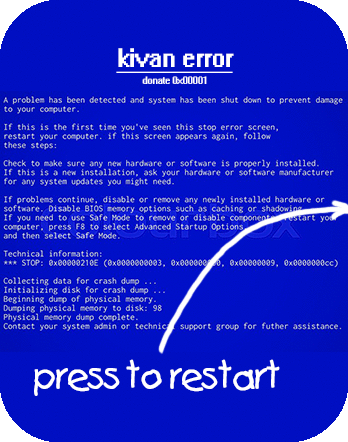 kivan error
donate 0x00001
A problem has been detected and system has been shut down to prevent damage
to your computer.
If this is the first time you've seen this stop error screen,
restart your computer. if this screen appears again, follow
these steps:
Check to make sure any new hardware or software is properly installed.
If this is a new installation, ask your hardware or software manufacturer
for any system updates you might need.
If problems continue, disable or remove any newly installed hardware or
software. Disable BIOS memory options such as caching or shadowing.
If you need to use Safe Mode to remove or disable components, restart your
computer, press F8 to select Advanced Startup Options
and then select Safe Mode.
Technical information:
*** STOP: 0x00000210E (0x0000000003, 0x00000009, 0x0000000cc)
Collecting data for crash dump ...
Initializing disk for crash dump ...
Beginning dump of physical memory.
Dumping physical memory to disk: 98
Physical memory dump complete.
Contact your system admin or technical support group for futher assistance.
press to restart